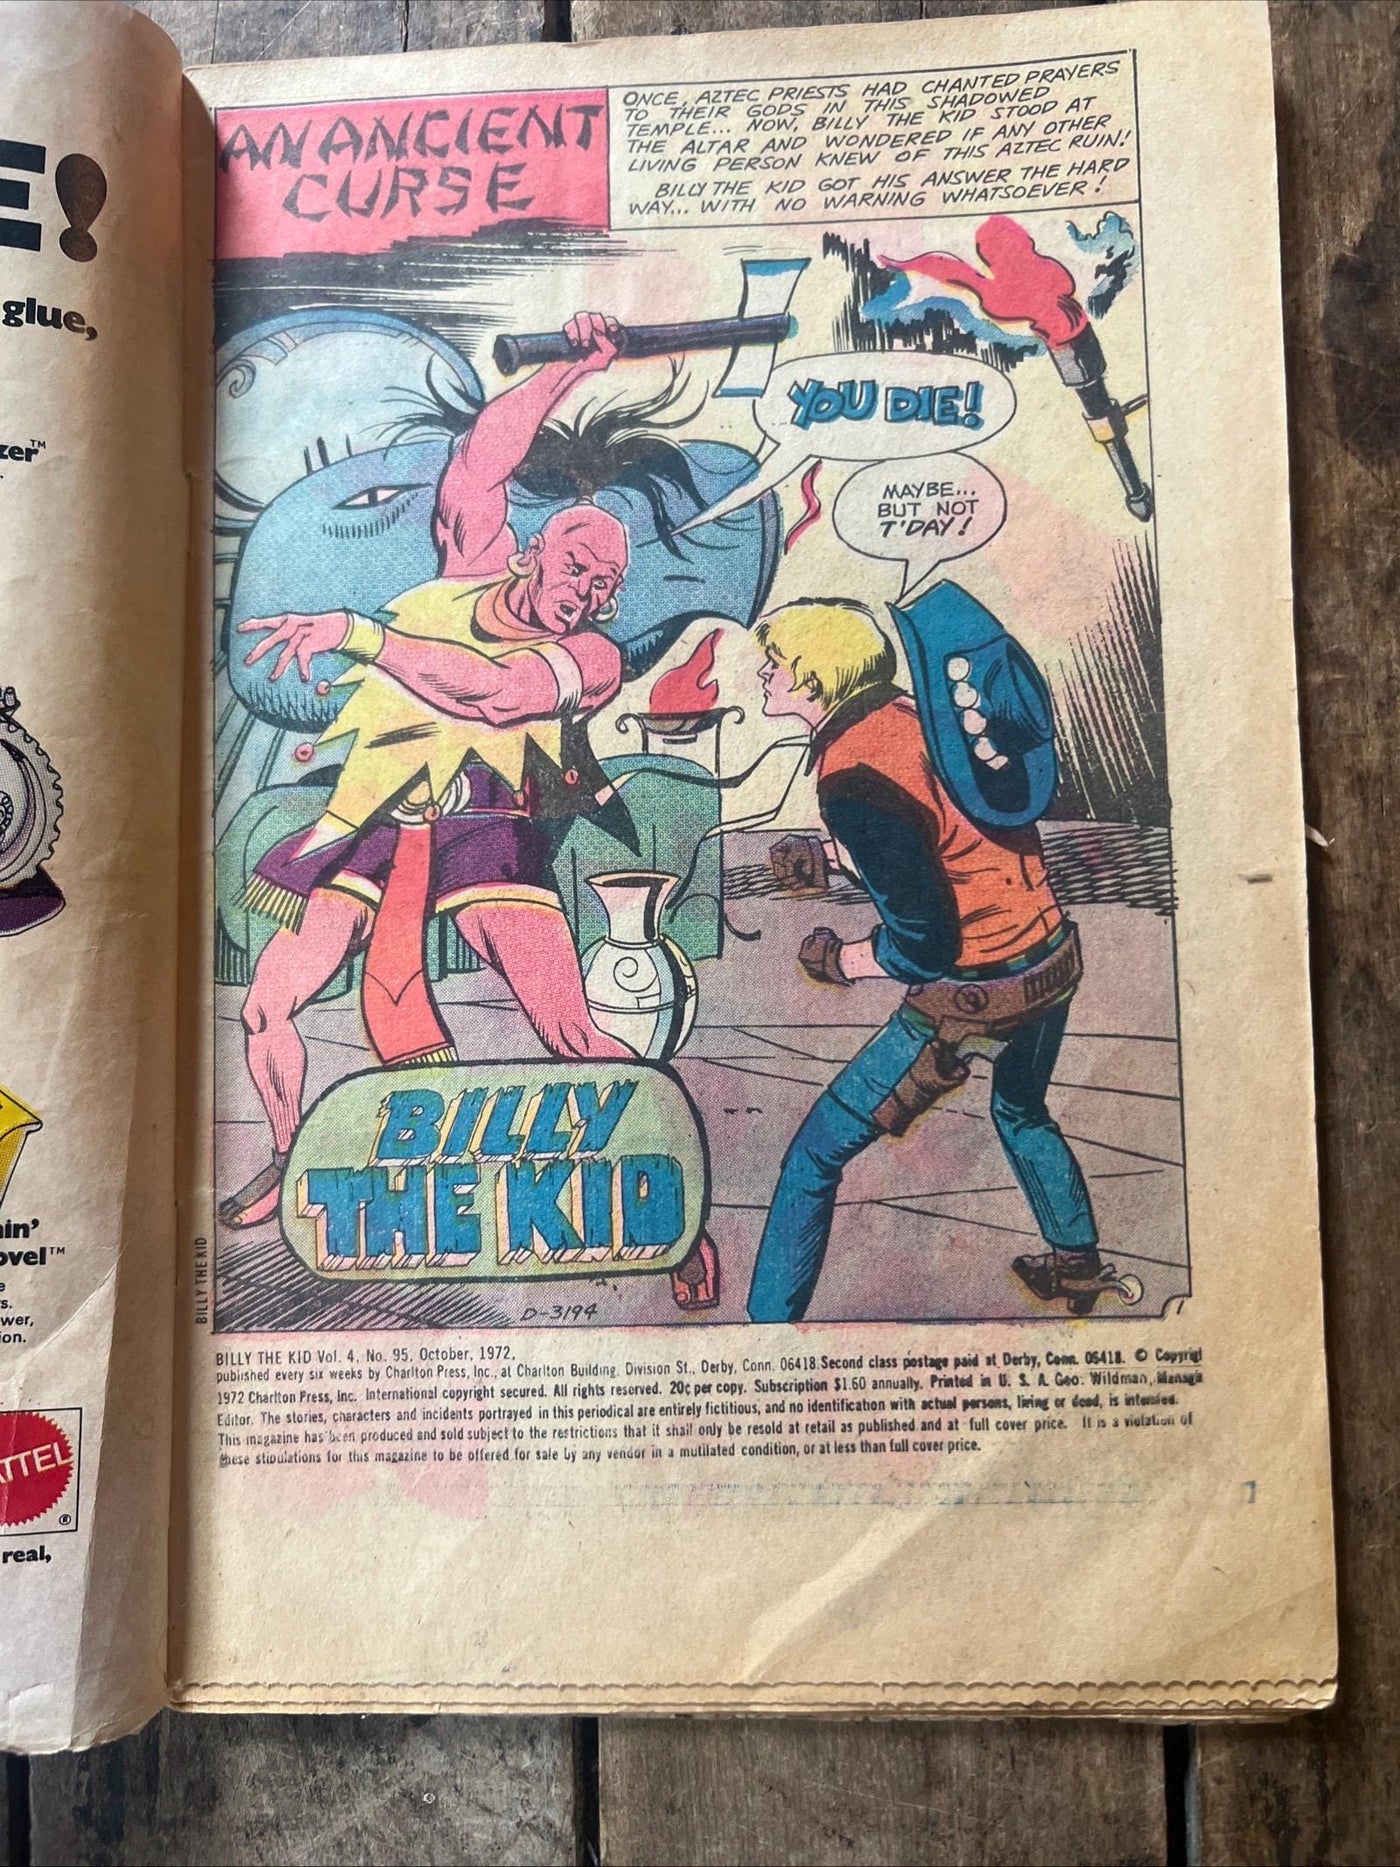 E!
glue,
zer™
in'
ovel™
wer,
ion.
ATTEL
®
real,
AN ANCIENT
CURSE
ONCE, AZTEC PRIESTS HAD CHANTED PRAYERS
TO THEIR GODS IN THIS SHADOWED
TEMPLE... NOW, BILLY THE KID STOOD AT
THE ALTAR AND WONDERED IF ANY OTHER
LIVING PERSON KNEW OF THIS AZTEC RUIN!
BILLY THE KID GOT HIS ANSWER THE HARD
WAY... WITH NO WARNING WHATSOEVER!
YOU DIE!
MAYBE...
BUT NOT
T'DAY!
BILLY
THE KID
BILLY THE KID
D-3194
1
BILLY THE KID Vol. 4, No. 95, October, 1972,
published every six weeks by Charlton Press, Inc., at Charlton Building, Division St., Derby, Conn. 06418. Second class postage paid at Derby, Conn. 06418. © Copyrigl
1972 Charlton Press, Inc. International copyright secured. All rights reserved. 20c per copy. Subscription $1.60 annually. Printed in U. S. A. Geo. Wildman, Managin
Editor. The stories, characters and incidents portrayed in this periodical are entirely fictitious, and no identification with actual persons, living or dead, is intended.
This magazine has been produced and sold subject to the restrictions that it shall only be resold at retail as published and at full cover price. It is a violation of
these stipulations for this magazine to be offered for sale by any vendor in a mutilated condition, or at less than full cover price.